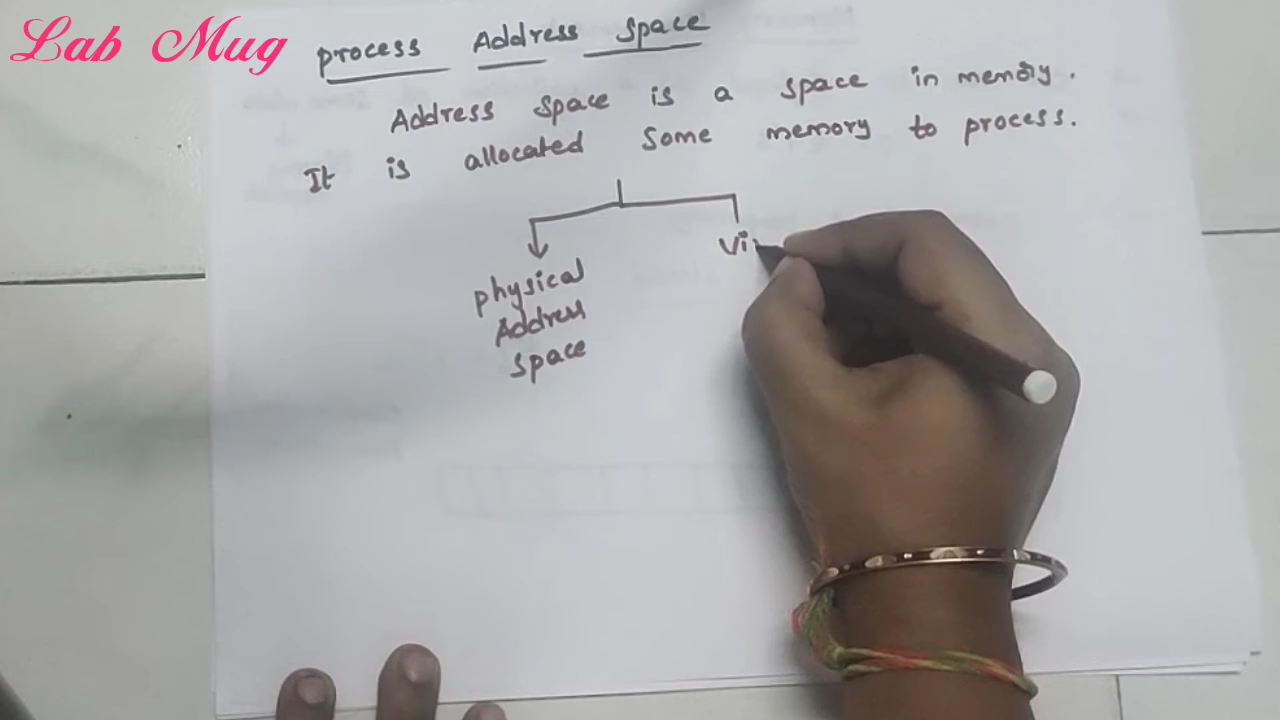 Lab Mug
process Address Space
Address Space is a space in memory.
It is allocated some memory to process.
physical
Address
space
Vi